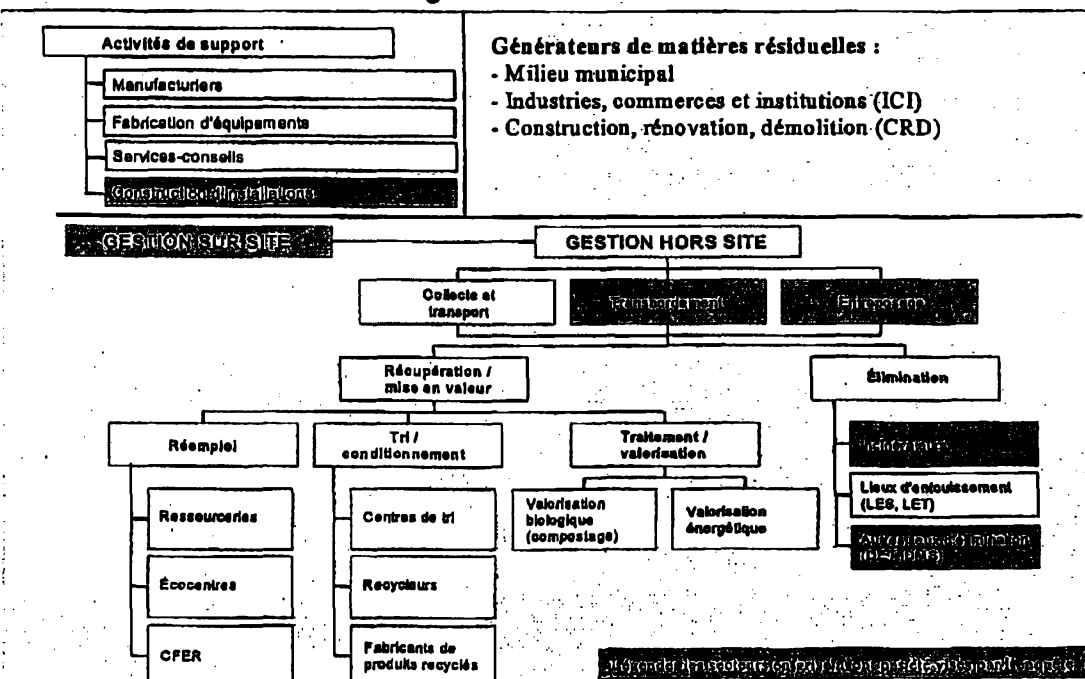 Activités de support
Manufacturiers
Fabrication d'équipements
Services-conseils
Construction d'installations
Générateurs de matières résiduelles :
- Milieu municipal
- Industries, commerces et institutions (ICI)
- Construction, rénovation, démolition (CRD)
GESTION SUR SITE
GESTION HORS SITE
Collecte et
transport
Transbordement
Entreposage
Récupération /
mise en valeur
Élimination
Réemploi
Tri /
conditionnement
Traitement /
valorisation
Incinérateurs
Lieux d'enfouissement
(LES, LET)
Ressourceries
Centres de tri
Valorisation
biologique
(compostage)
Valorisation
énergétique
Écocentres
Recycleurs
CFER
Fabricants de
produits recyclés